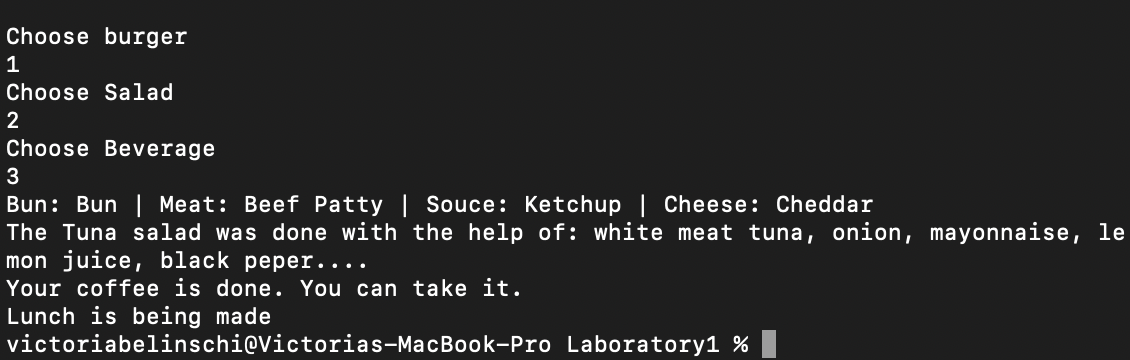 Choose burger
1
Choose Salad
2
Choose Beverage
3
Bun: Bun | Meat: Beef Patty | Souce: Ketchup | Cheese: Cheddar
The Tuna salad was done with the help of: white meat tuna, onion, mayonnaise, le
mon juice, black peper....
Your coffee is done. You can take it.
Lunch is being made
victoriabelinschi@Victorias-MacBook-Pro Laboratory1 %